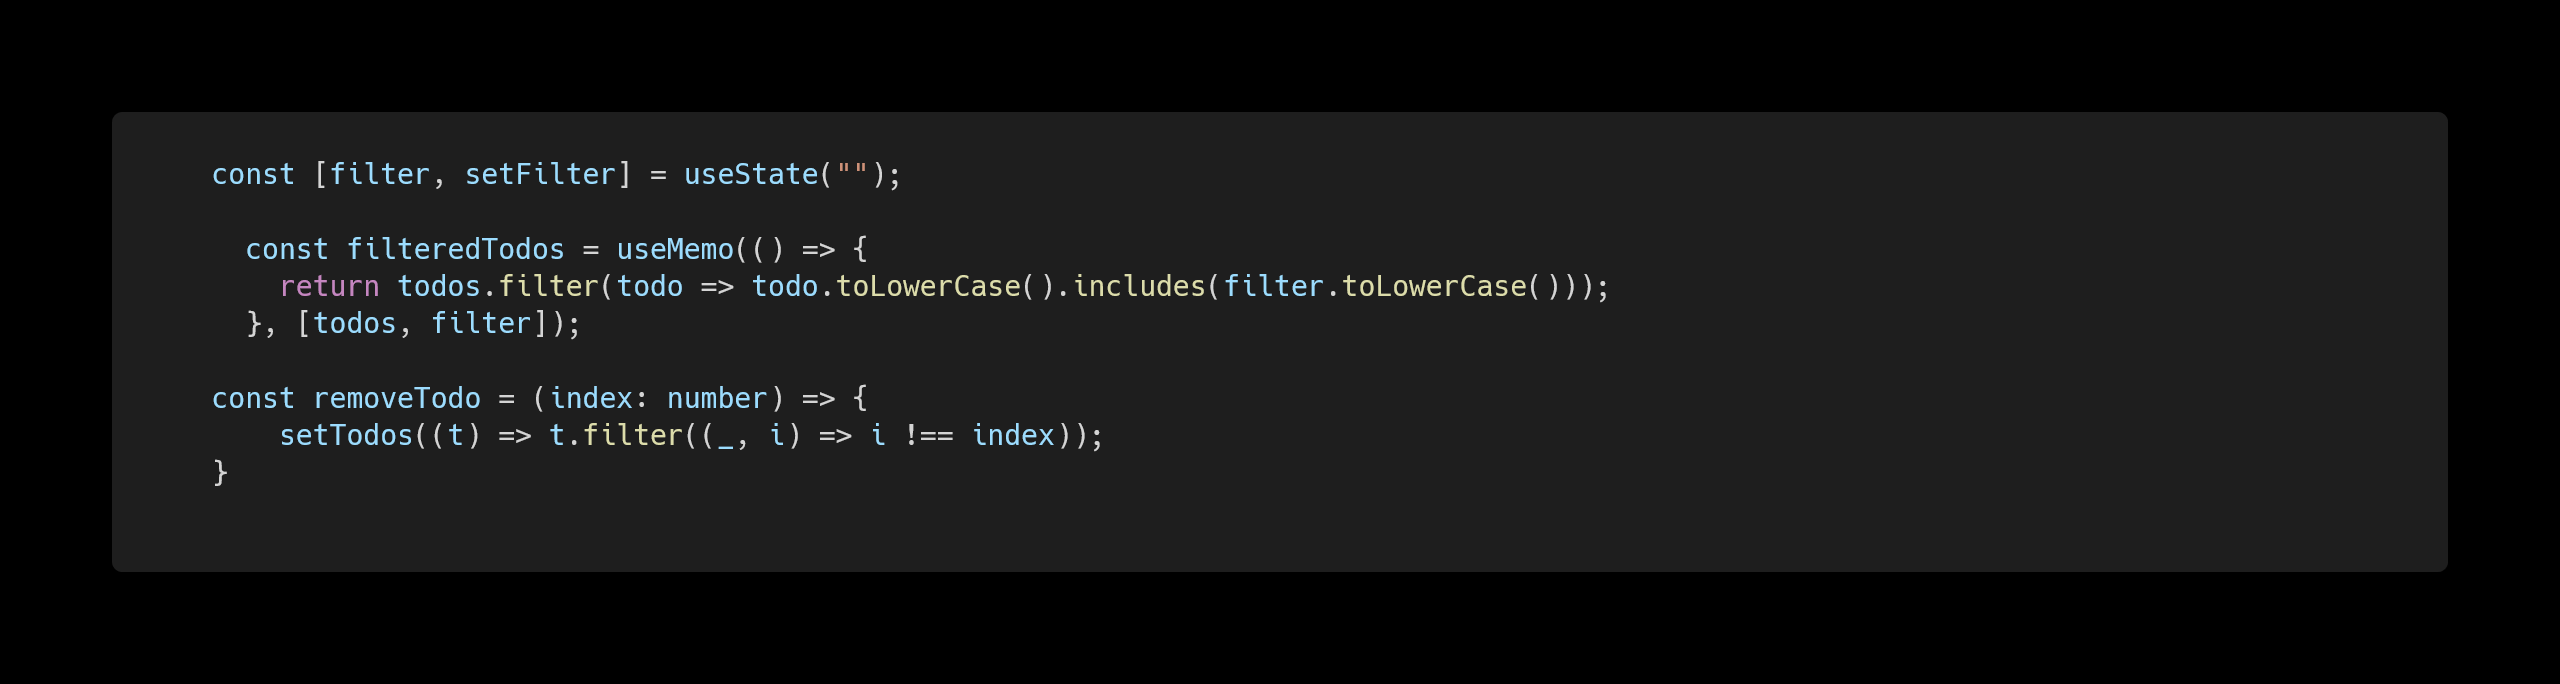 const [filter, setFilter] = useState("");
const filteredTodos = useMemo(() => {
return todos.filter(todo => todo.toLowerCase().includes(filter.toLowerCase()));
}, [todos, filter]);
const removeTodo = (index: number) => {
setTodos((t) => t.filter((_, i) => i !== index));
}